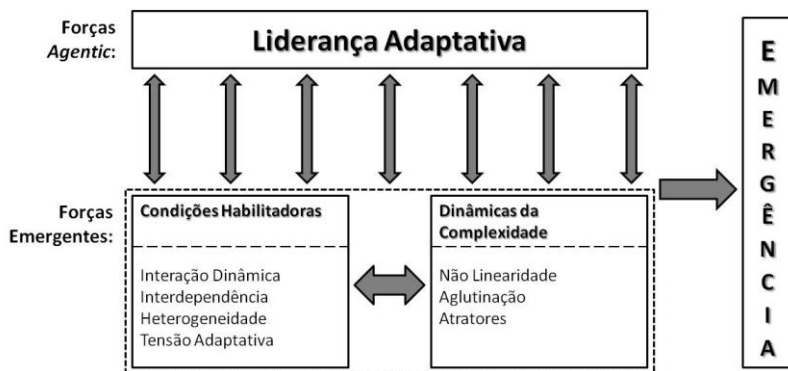 Forças
Agentic:
Liderança Adaptativa
Forças
Emergentes:
Condições Habilitadoras
Interação Dinâmica
Interdependência
Heterogeneidade
Tensão Adaptativa
Dinâmicas da
Complexidade
Não Linearidade
Aglutinação
Atratores
EMERGÊNCIA